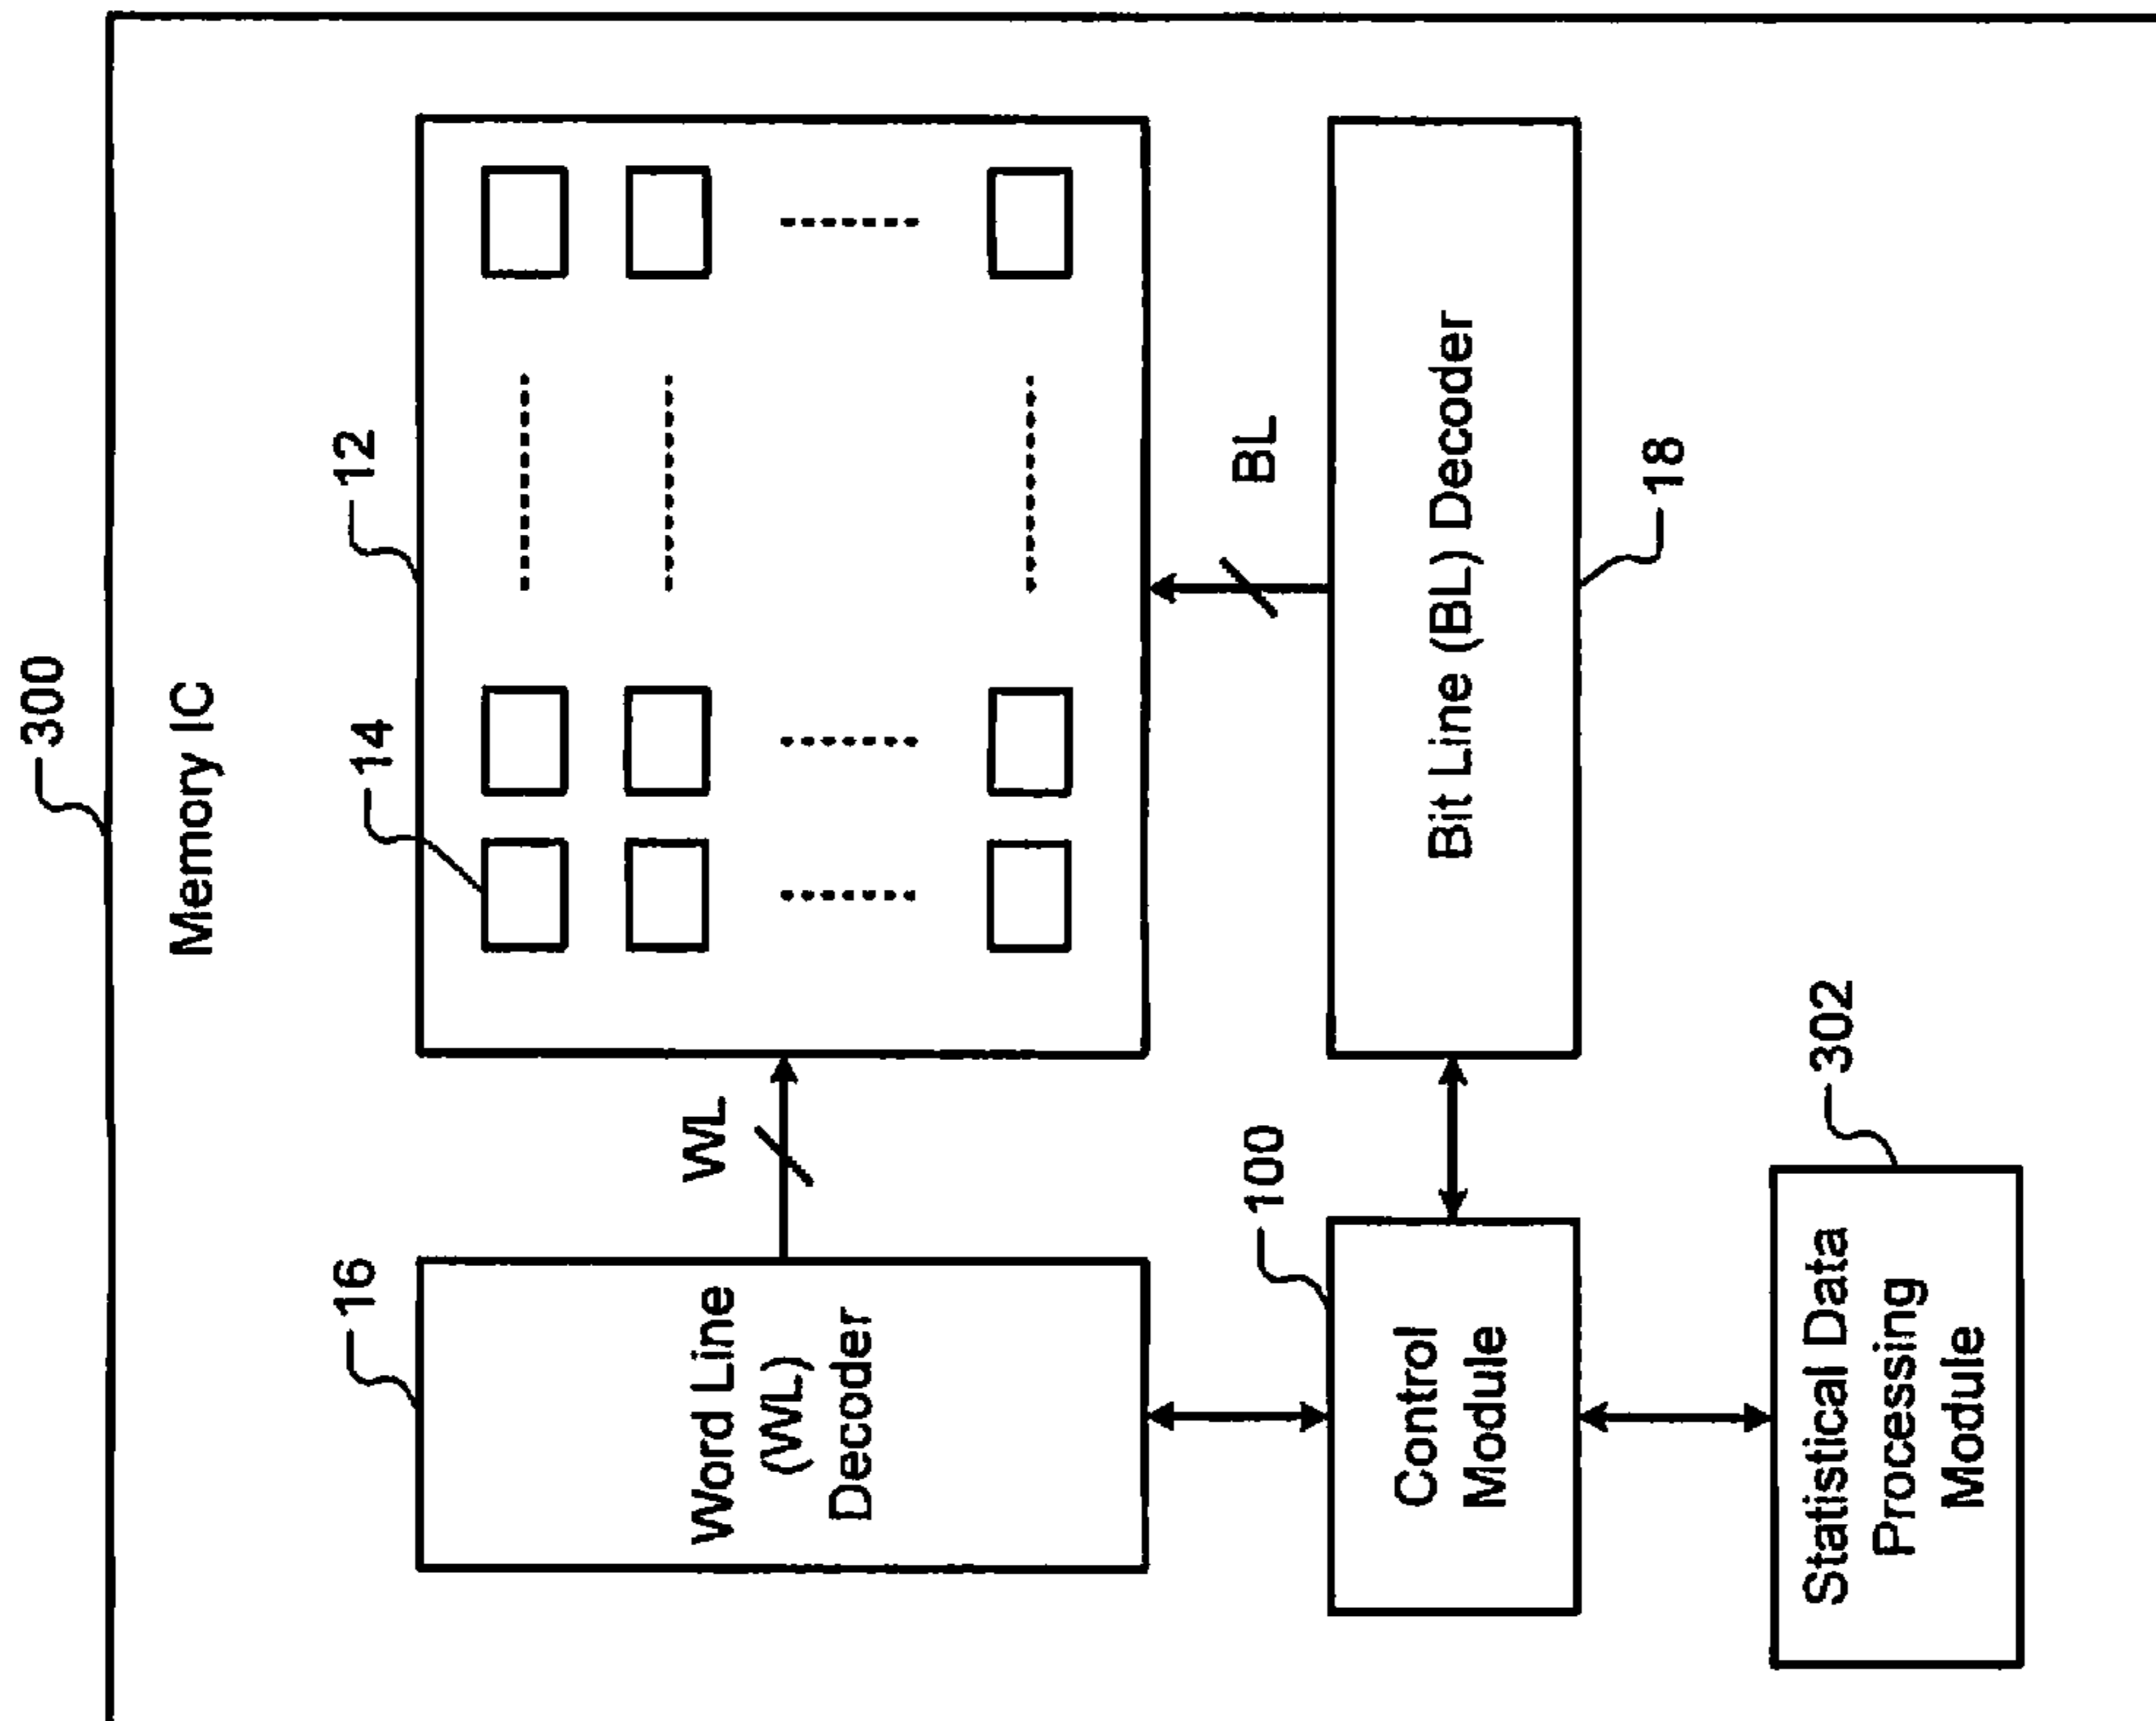 300
Memory IC
16
12
14
Word Line
(WL)
Decoder
WL
BL
100
Control
Module
Bit Line (BL) Decoder
18
302
Statistical Data
Processing
Module